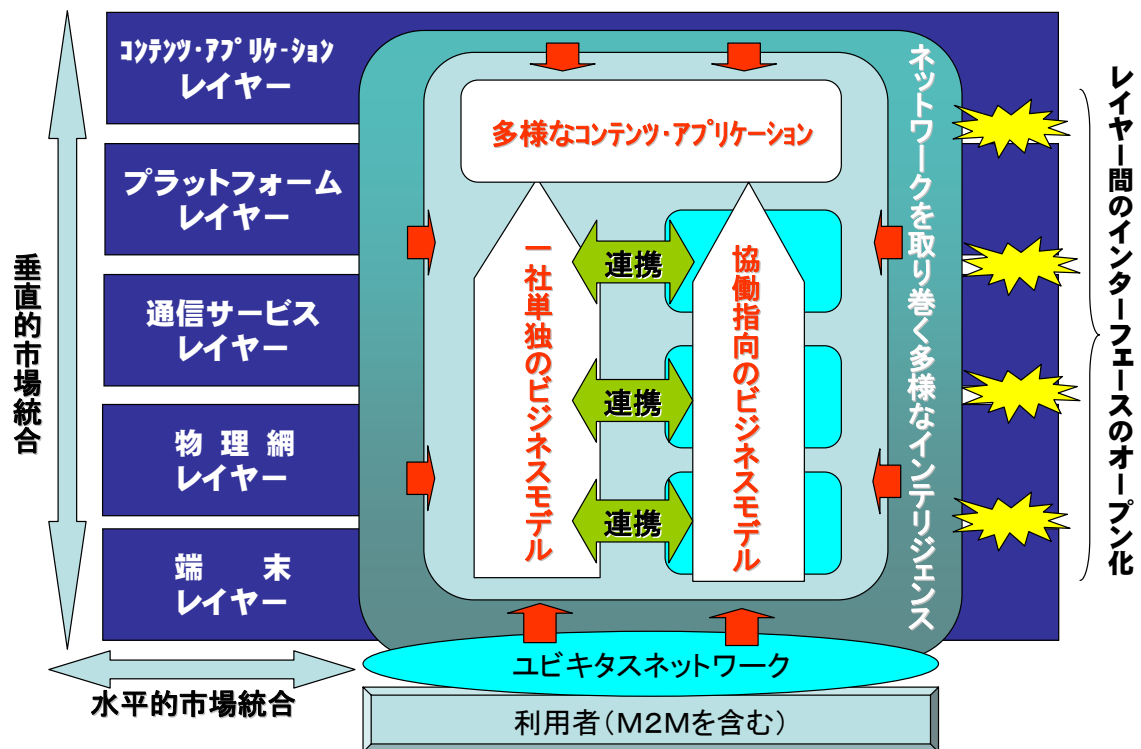 コンテンツ・アプリケーション
レイヤー
プラットフォーム
レイヤー
通信サービス
レイヤー
物 理 網
レイヤー
端 末
レイヤー
垂直的市場統合
水平的市場統合
多様なコンテンツ・アプリケーション
一社単独のビジネスモデル
連携
連携
連携
協働指向のビジネスモデル
ネットワークを取り巻く多様なインテリジェンス
レイヤー間のインターフェースのオープン化
ユビキタスネットワーク
利用者(M2Mを含む)